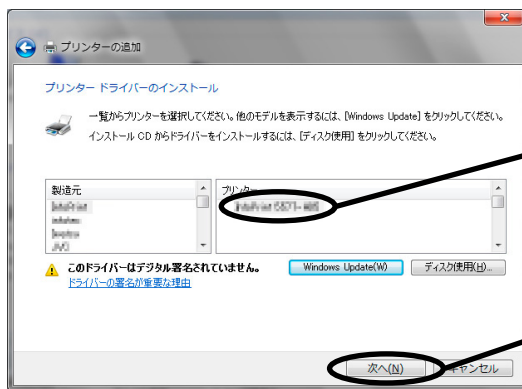 プリンターの追加
プリンター ドライバーのインストール
一覧からプリンターを選択してください。他のモデルを表示するには、[Windows Update] をクリックしてください。
インストール CD からドライバーをインストールするには、[ディスク使用] をクリックしてください。
製造元
プリンター
このドライバーはデジタル署名されていません。
ドライバーの署名が重要な理由
Windows Update(W)
ディスク使用(H)...
次へ(N)
キャンセル